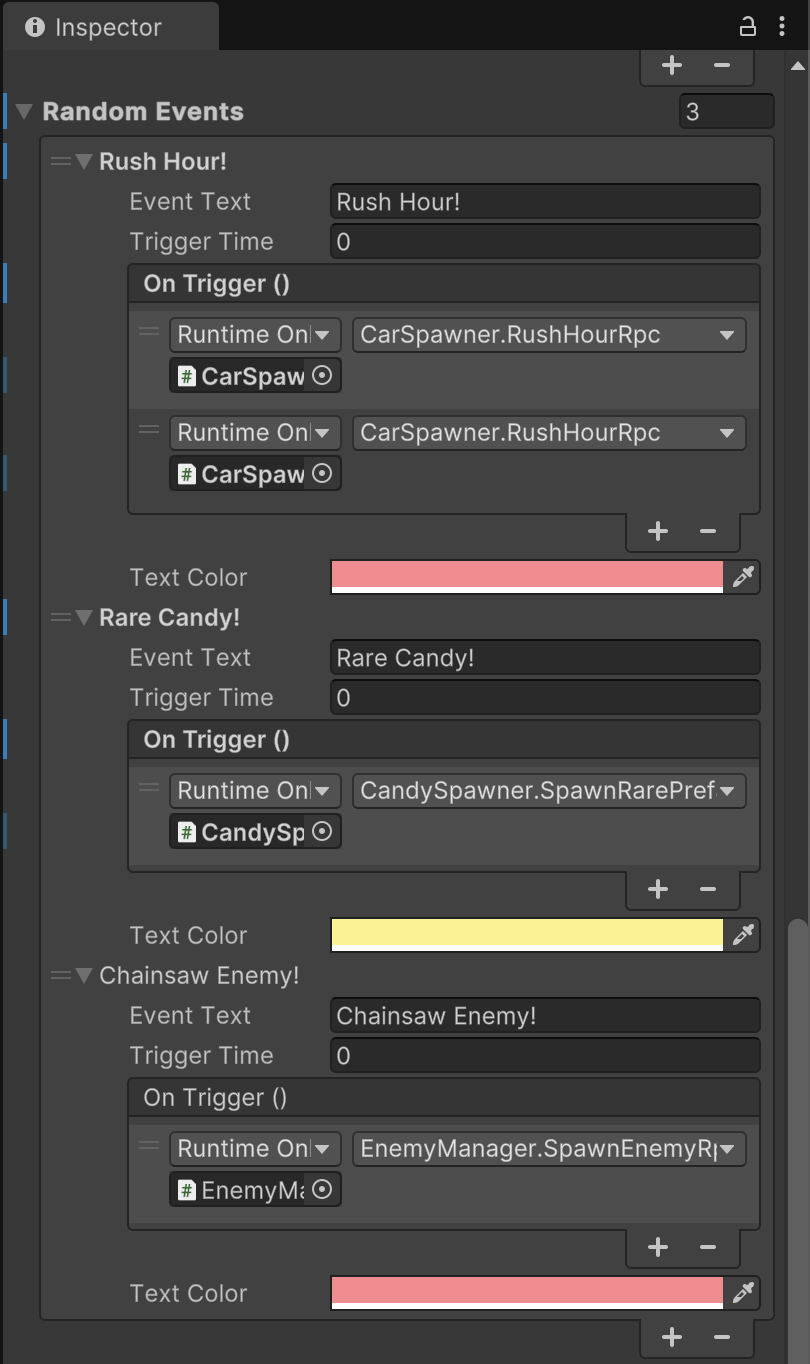 Inspector
Random Events 3
Rush Hour!
Event Text Rush Hour!
Trigger Time 0
On Trigger ()
Runtime Onl CarSpawner.RushHourRpc
# CarSpaw
Runtime Onl CarSpawner.RushHourRpc
# CarSpaw
Text Color
Rare Candy!
Event Text Rare Candy!
Trigger Time 0
On Trigger ()
Runtime Onl CandySpawner.SpawnRarePref
# CandySp
Text Color
Chainsaw Enemy!
Event Text Chainsaw Enemy!
Trigger Time 0
On Trigger ()
Runtime Onl EnemyManager.SpawnEnemyRp
# EnemyMa
Text Color